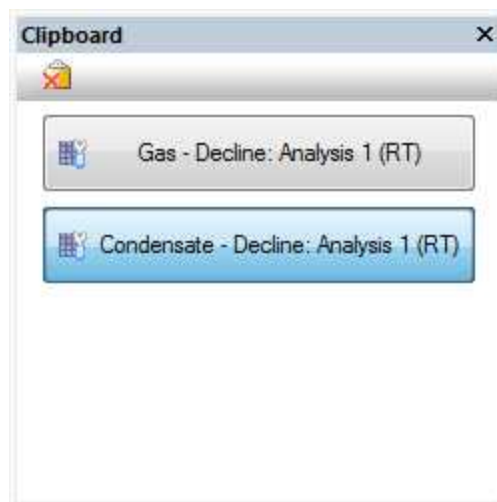 Clipboard
Gas - Decline: Analysis 1 (RT)
Condensate - Decline: Analysis 1 (RT)